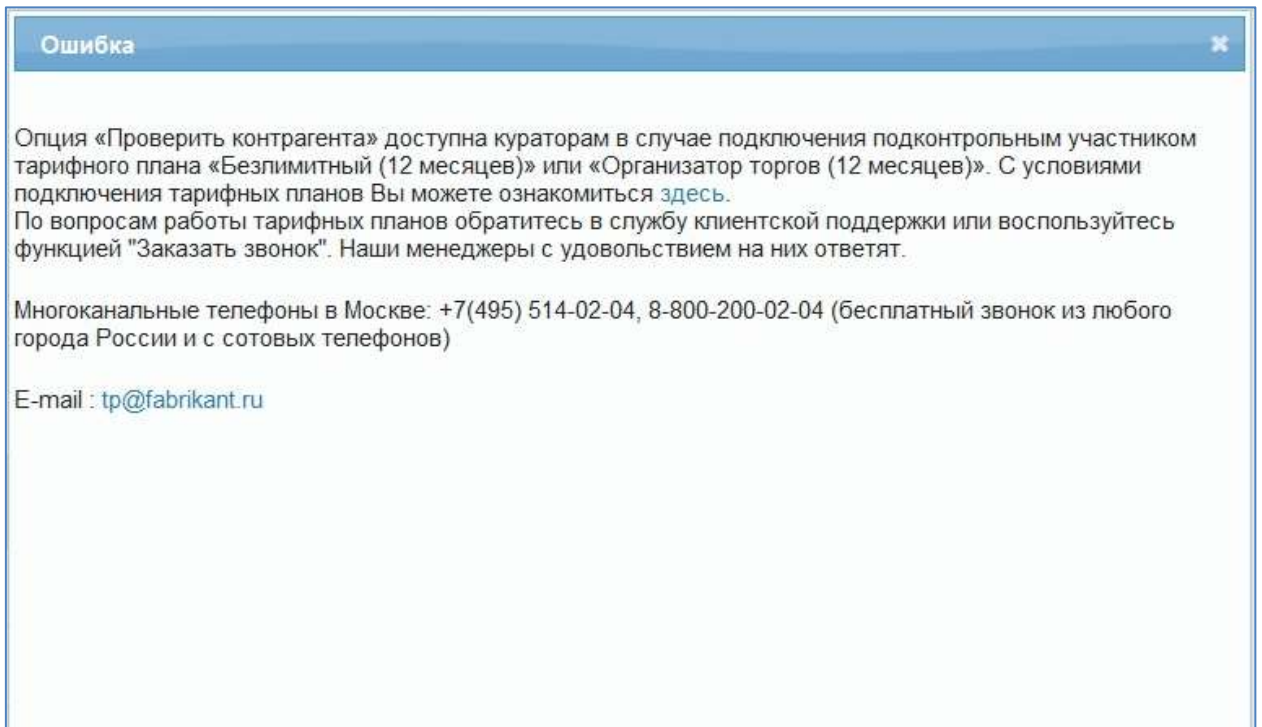 Ошибка
Опция «Проверить контрагента» доступна кураторам в случае подключения подконтрольным участником
тарифного плана «Безлимитный (12 месяцев)» или «Организатор торгов (12 месяцев)». С условиями
подключения тарифных планов Вы можете ознакомиться здесь.
По вопросам работы тарифных планов обратитесь в службу клиентской поддержки или воспользуйтесь
функцией "Заказать звонок". Наши менеджеры с удовольствием на них ответят.
Многоканальные телефоны в Москве: +7(495) 514-02-04, 8-800-200-02-04 (бесплатный звонок из любого
города России и с сотовых телефонов)
E-mail : tp@fabrikant.ru